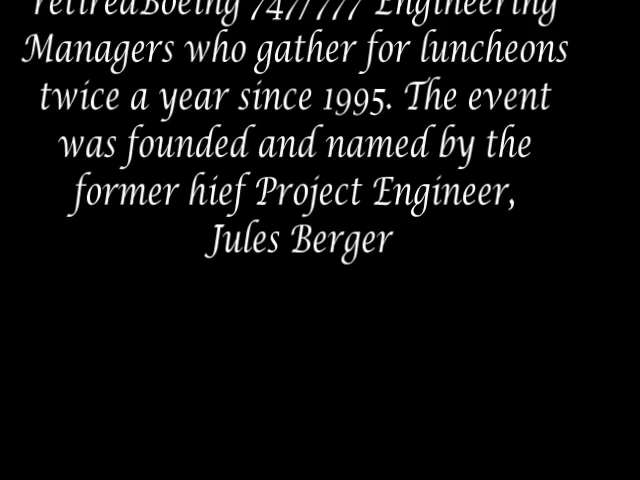 retiredBoeing 747/777 Engineering
Managers who gather for luncheons
twice a year since 1995. The event
was founded and named by the
former hief Project Engineer,
Jules Berger